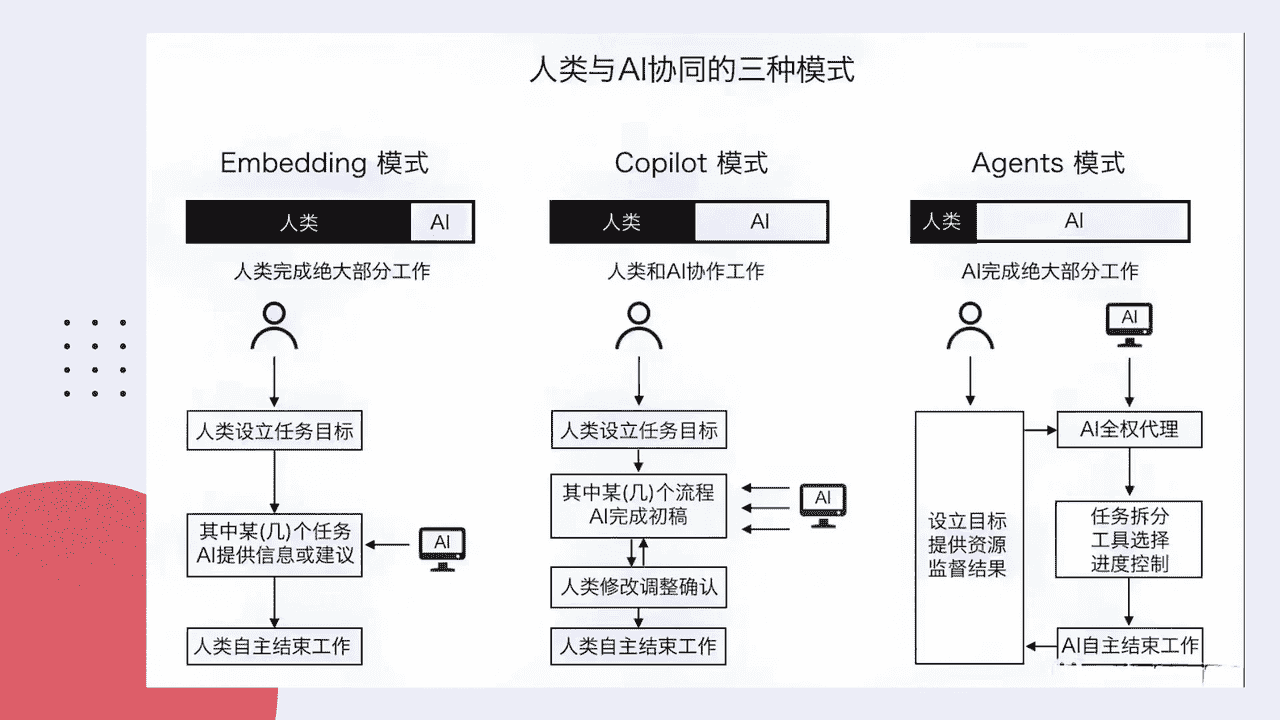 人类与AI协同的三种模式
Embedding 模式
人类
AI
人类完成绝大部分工作
人类设立任务目标
其中某(几)个任务
AI提供信息或建议
AI
人类自主结束工作
Copilot 模式
人类
AI
人类和AI协作工作
人类设立任务目标
其中某(几)个流程
AI完成初稿
AI
人类修改调整确认
人类自主结束工作
Agents 模式
人类
AI
AI完成绝大部分工作
AI
设立目标
提供资源
监督结果
AI全权代理
任务拆分
工具选择
进度控制
AI自主结束工作